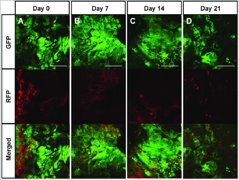 Day 0 Day 7 Day 14 Day 21
A B C D
GFP
RFP
Merged